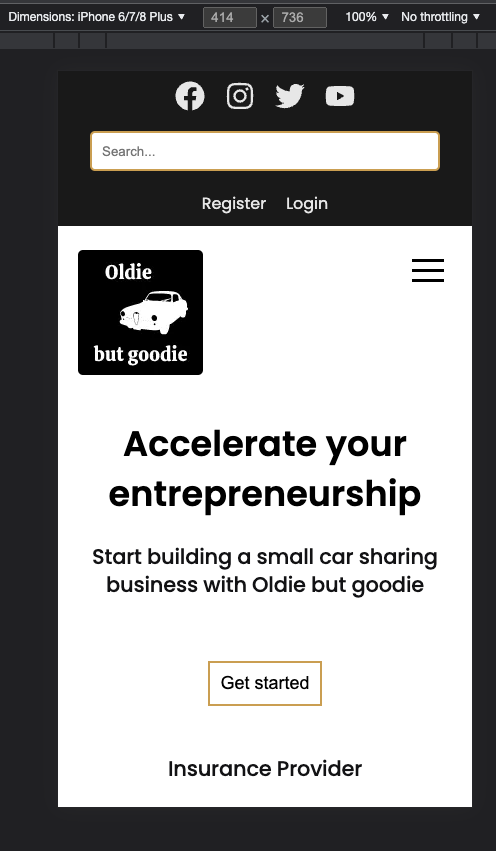 Dimensions: iPhone 6/7/8 Plus ▼ 414 × 736 100% ▼ No throttling ▼
Search...
Register Login
Oldie
but goodie
Accelerate your
entrepreneurship
Start building a small car sharing
business with Oldie but goodie
Get started
Insurance Provider